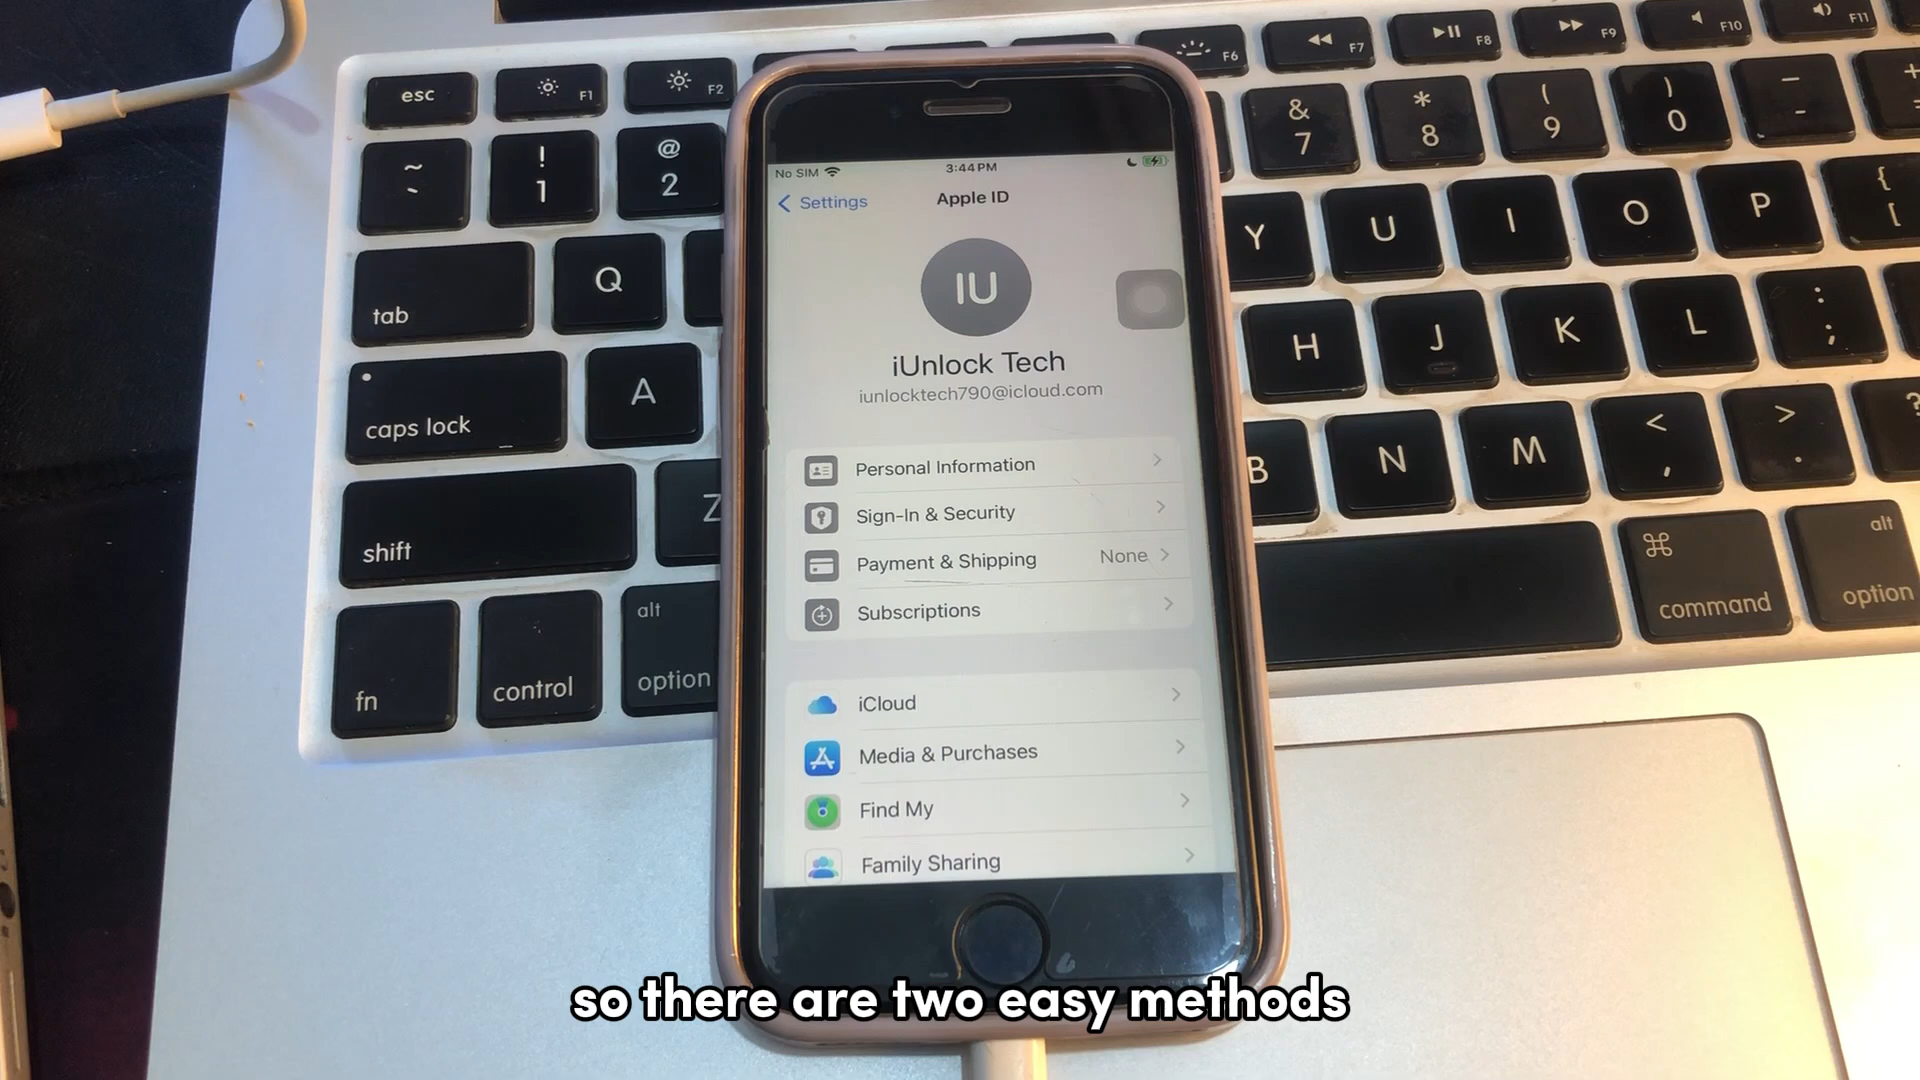 esc
F1
F2
F6
F7
F8
F9
F10
F11
~
`
!
1
@
2
&
7
*
8
(
9
)
0
–
-
+
=
tab
Q
Y
U
I
O
P
{
[
caps lock
A
H
J
K
L
:
;
shift
Z
B
N
M
<
,
>
.
?
fn
control
alt
option
⌘
command
alt
option
No SIM
3:44 PM
Settings
Apple ID
IU
iUnlock Tech
iunlocktech790@icloud.com
Personal Information
Sign-In & Security
Payment & Shipping None
Subscriptions
iCloud
Media & Purchases
Find My
Family Sharing
so there are two easy methods